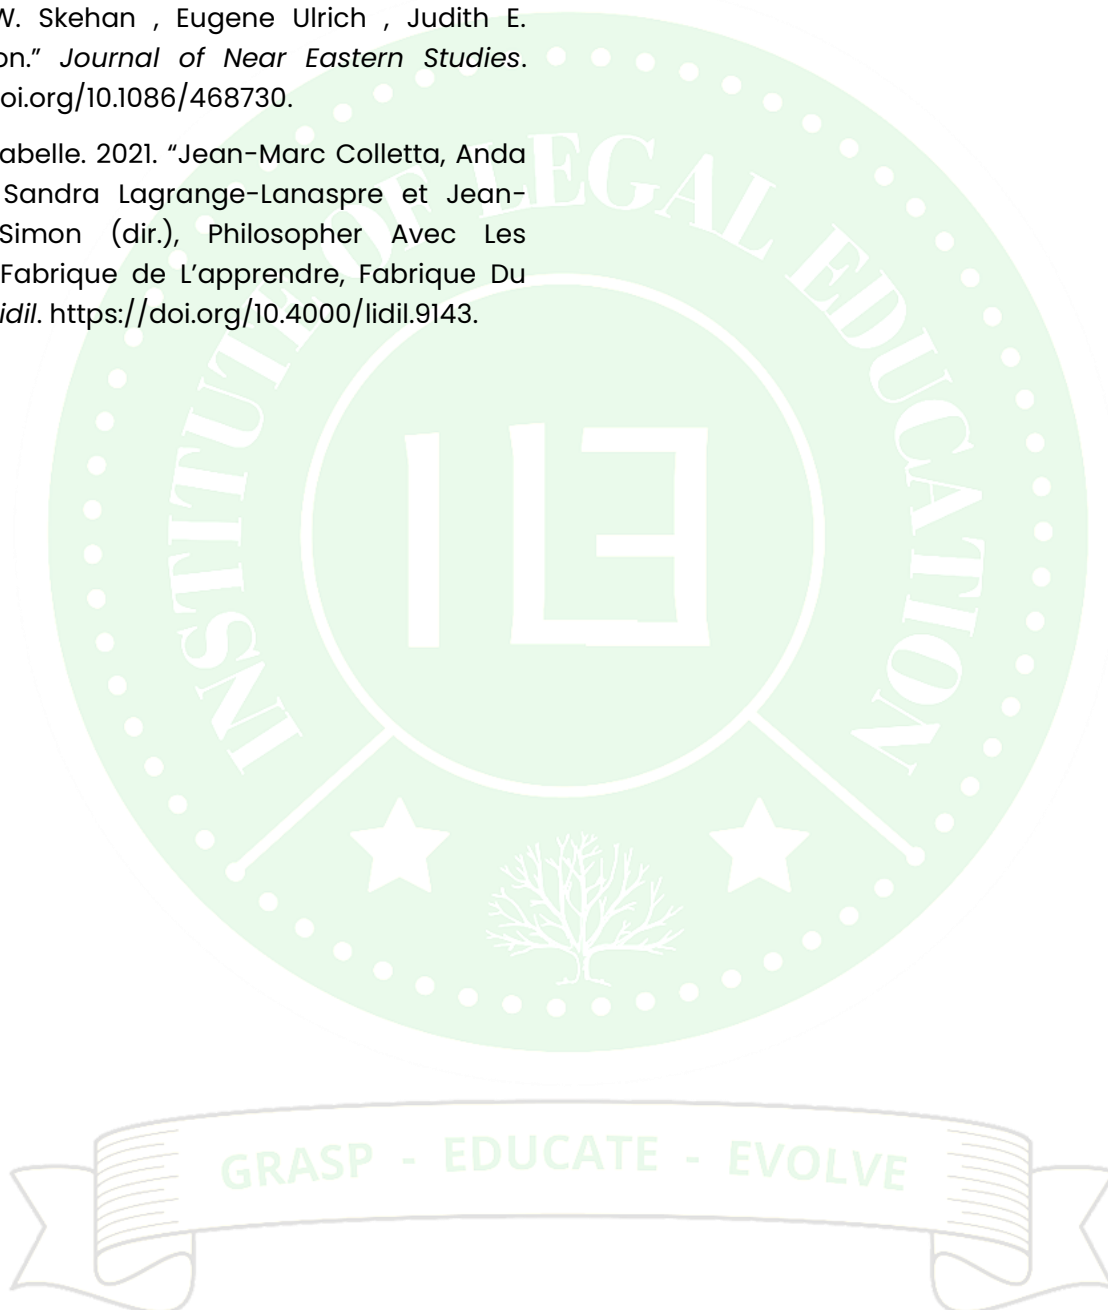 W. Skehan , Eugene Ulrich , Judith E.
on.” Journal of Near Eastern Studies.
oi.org/10.1086/468730.
abelle. 2021. “Jean-Marc Colletta, Anda
Sandra Lagrange-Lanaspre et Jean-
Simon (dir.), Philosopher Avec Les
Fabrique de L’apprendre, Fabrique Du
idil. https://doi.org/10.4000/lidil.9143.
INSTITUTE OF LEGAL EDUCATION
ILE
GRASP - EDUCATE - EVOLVE